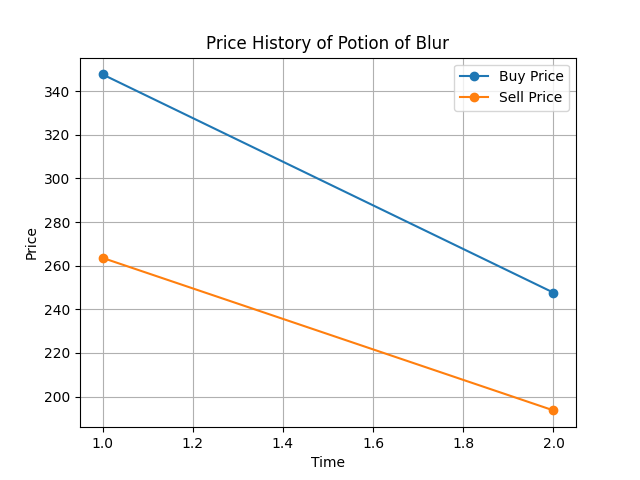 Price History of Potion of Blur
Buy Price
Sell Price
Price
340
320
300
280
260
240
220
200
1.0 1.2 1.4 1.6 1.8 2.0
Time